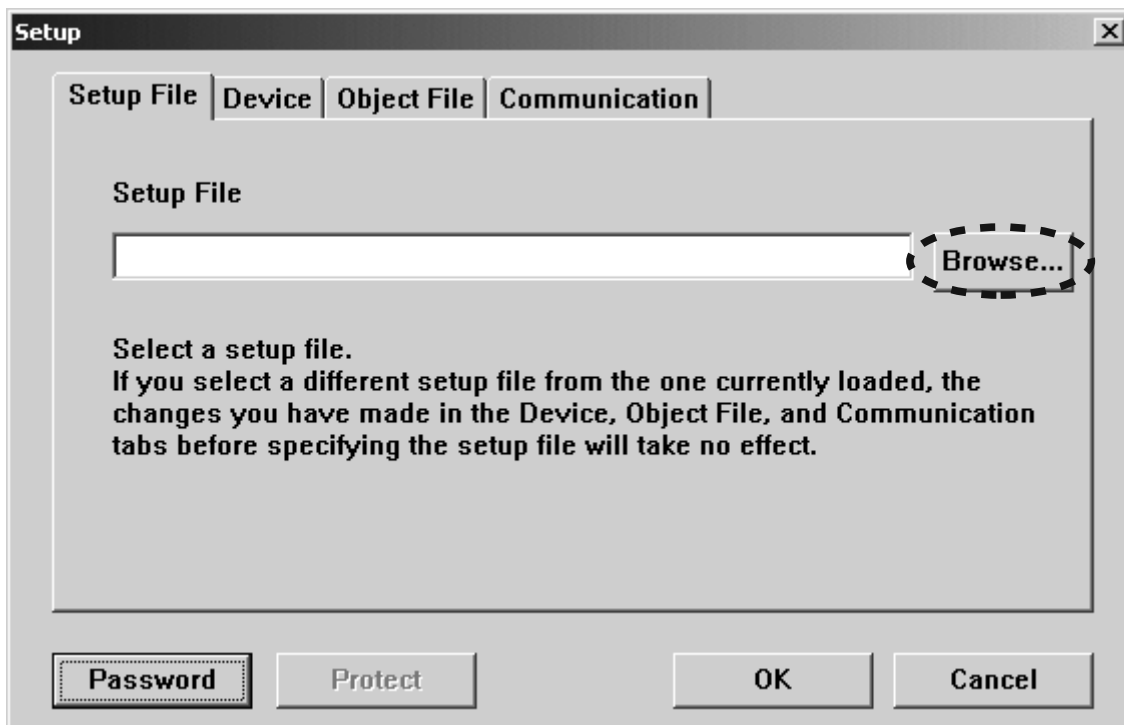 Setup
Setup File Device Object File Communication
Setup File
Browse...
Select a setup file.
If you select a different setup file from the one currently loaded, the
changes you have made in the Device, Object File, and Communication
tabs before specifying the setup file will take no effect.
Password Protect OK Cancel